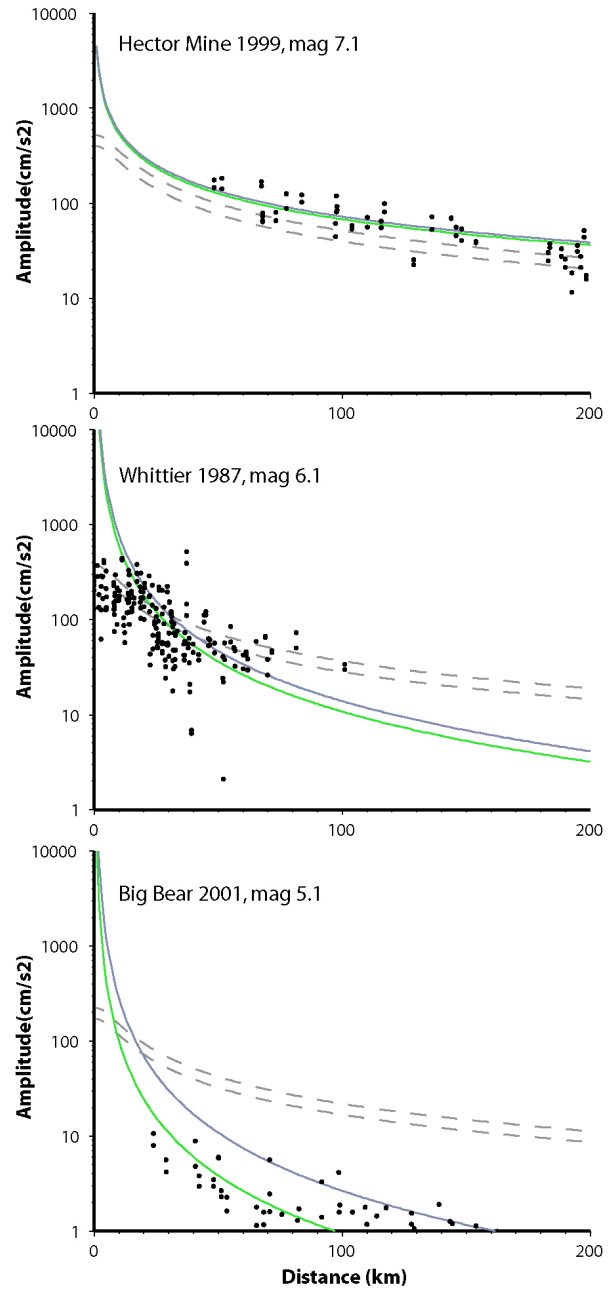 10000
Hector Mine 1999, mag 7.1
1000
100
10
1
Amplitude(cm/s2)
0 100 200
10000
Whittier 1987, mag 6.1
1000
100
10
1
Amplitude(cm/s2)
0 100 200
10000
Big Bear 2001, mag 5.1
1000
100
10
1
Amplitude(cm/s2)
0 100 200
Distance (km)